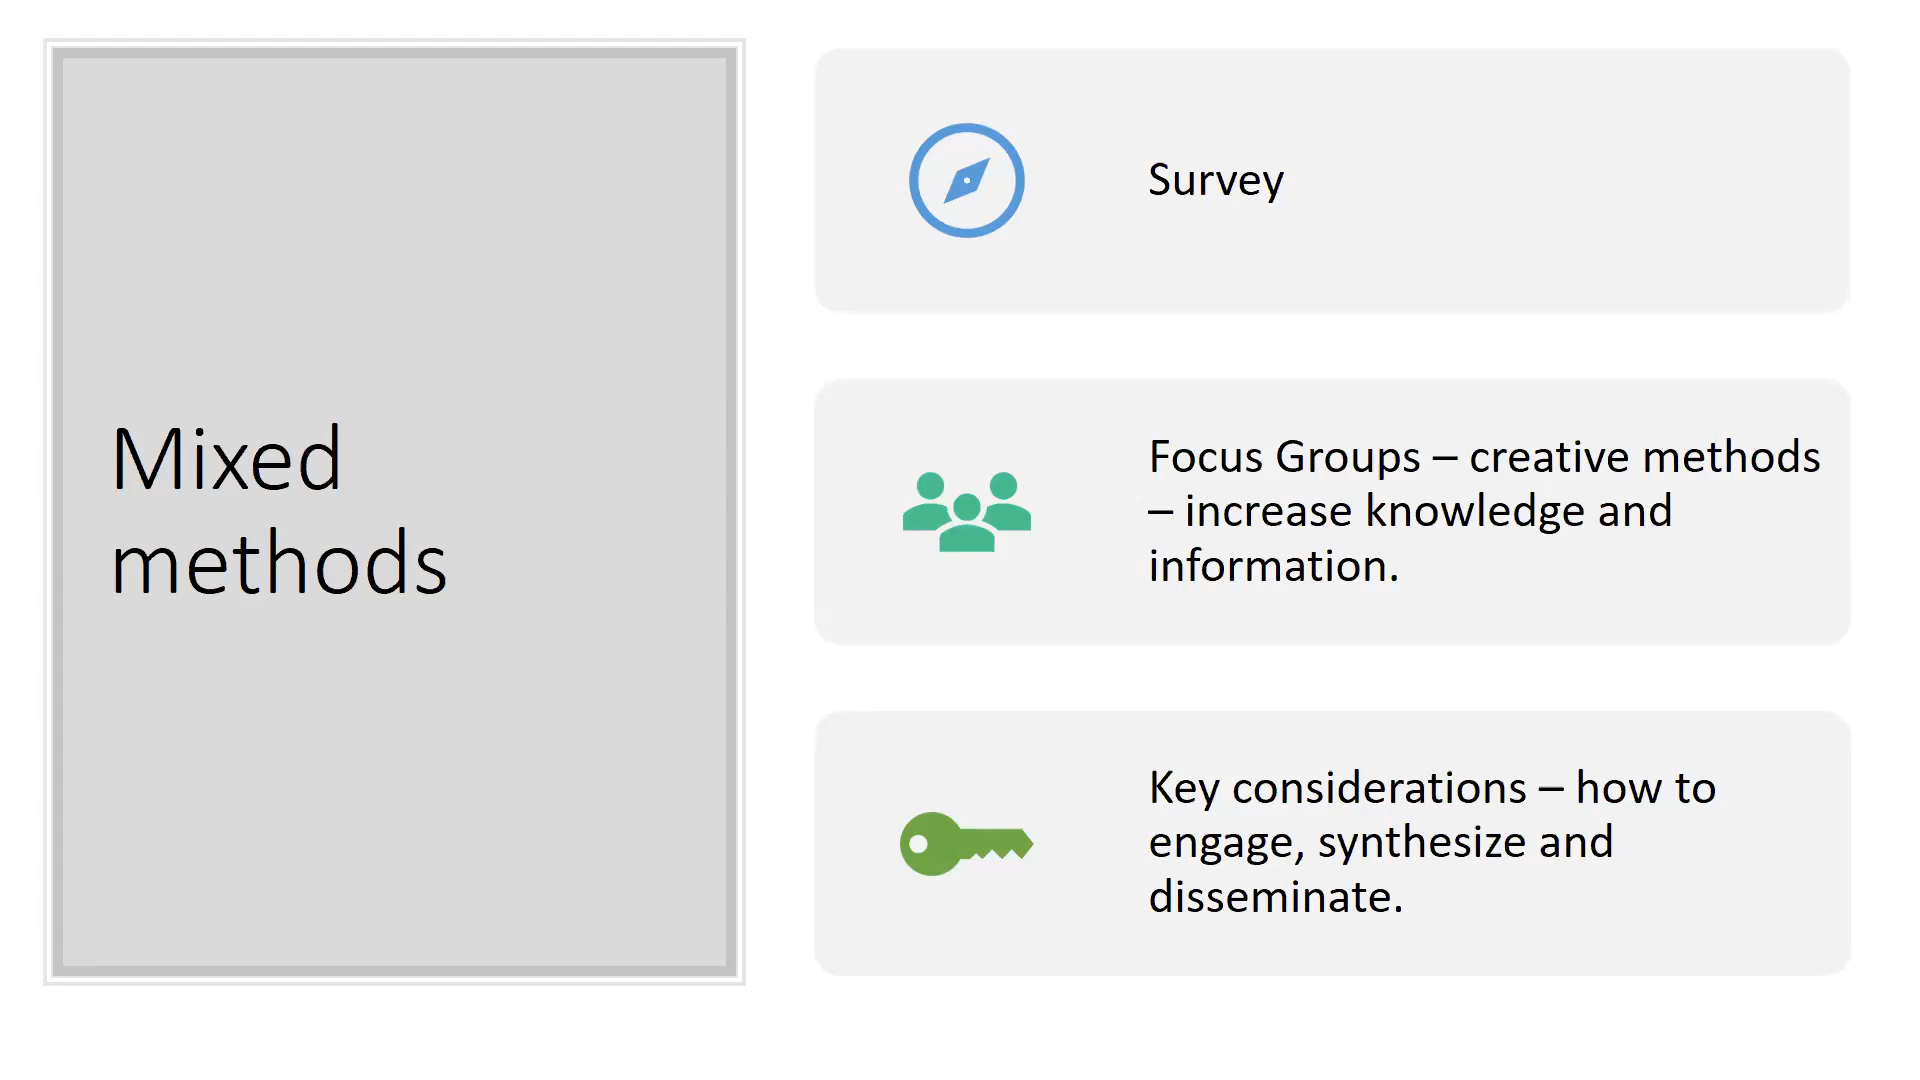 Mixed
methods
Survey
Focus Groups – creative methods
– increase knowledge and
information.
Key considerations – how to
engage, synthesize and
disseminate.